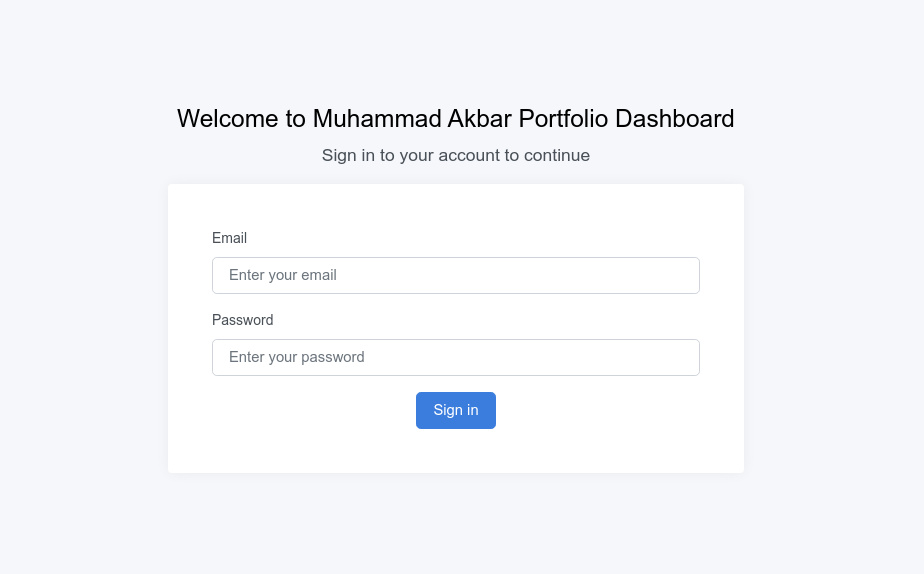 Welcome to Muhammad Akbar Portfolio Dashboard
Sign in to your account to continue
Email
Enter your email
Password
Enter your password
Sign in